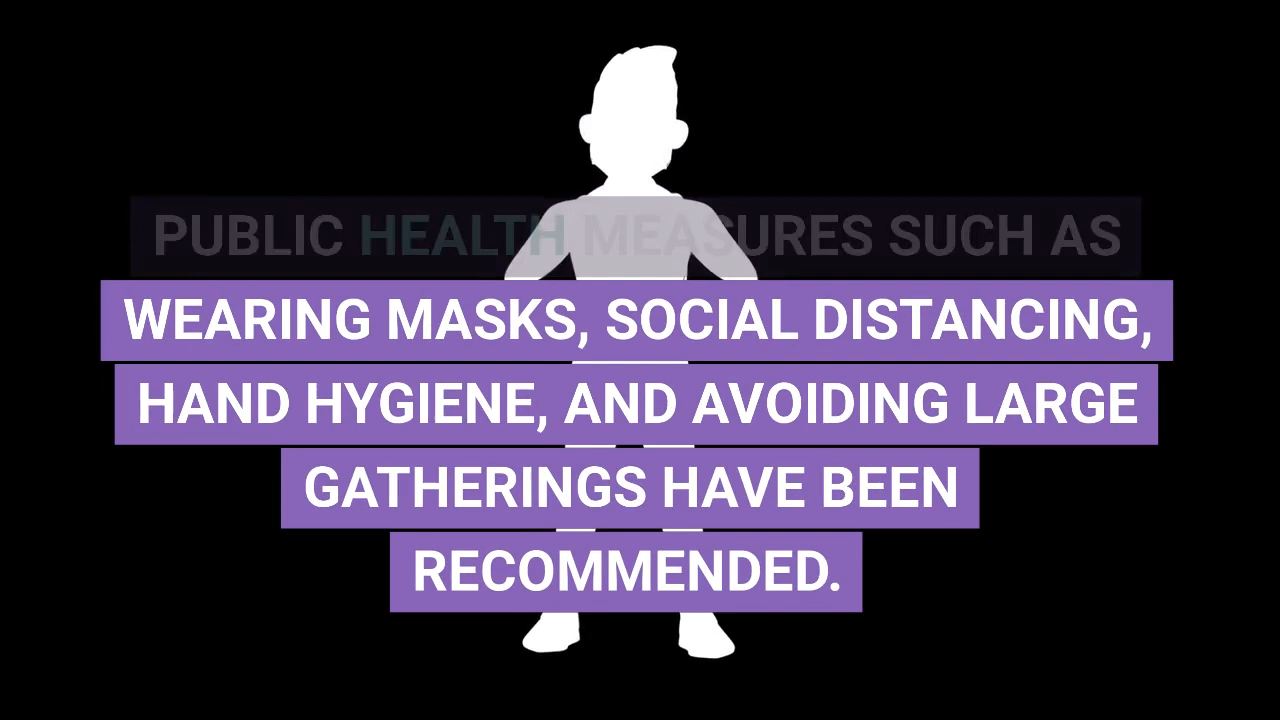 PUBLIC HEALTH MEASURES SUCH AS
WEARING MASKS, SOCIAL DISTANCING,
HAND HYGIENE, AND AVOIDING LARGE
GATHERINGS HAVE BEEN
RECOMMENDED.